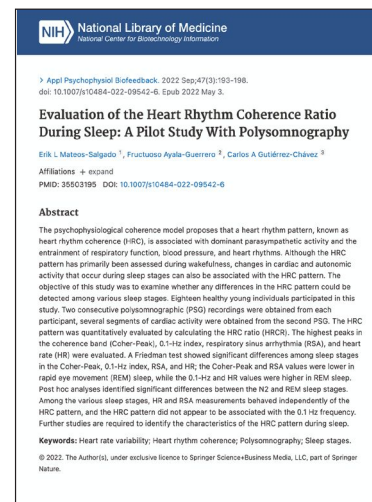 NIH National Library of Medicine
National Center for Biotechnology Information
> Appl Psychophysiol Biofeedback. 2022 Sep;47(3):193-198.
doi: 10.1007/s10484-022-09542-6. Epub 2022 May 3.
Evaluation of the Heart Rhythm Coherence Ratio
During Sleep: A Pilot Study With Polysomnography
Erik L Mateos-Salgado 1, Fructuoso Ayala-Guerrero 2, Carlos A Gutiérrez-Chávez 3
Affiliations + expand
PMID: 35503195 DOI: 10.1007/s10484-022-09542-6
Abstract
The psychophysiological coherence model proposes that a heart rhythm pattern, known as
heart rhythm coherence (HRC), is associated with dominant parasympathetic activity and the
entrainment of respiratory function, blood pressure, and heart rhythms. Although the HRC
pattern has primarily been assessed during wakefulness, changes in cardiac and autonomic
activity that occur during sleep stages can also be associated with the HRC pattern. The
objective of this study was to examine whether any differences in the HRC pattern could be
detected among various sleep stages. Eighteen healthy young individuals participated in this
study. Two consecutive polysomnographic (PSG) recordings were obtained from each
participant, several segments of cardiac activity were obtained from the second PSG. The HRC
pattern was quantitatively evaluated by calculating the HRC ratio (HRCR). The highest peaks in
the coherence band (Coher-Peak), 0.1-Hz index, respiratory sinus arrhythmia (RSA), and heart
rate (HR) were evaluated. A Friedman test showed significant differences among sleep stages
in the Coher-Peak, 0.1-Hz index, RSA, and HR; the Coher-Peak and RSA values were lower in
rapid eye movement (REM) sleep, while the 0.1-Hz and HR values were higher in REM sleep.
Post hoc analyses identified significant differences between the N2 and REM sleep stages.
Among the various sleep stages, HR and RSA measurements behaved independently of the
HRC pattern, and the HRC pattern did not appear to be associated with the 0.1 Hz frequency.
Further studies are required to identify the characteristics of the HRC pattern during sleep.
Keywords: Heart rate variability; Heart rhythm coherence; Polysomnography; Sleep stages.
© 2022. The Author(s), under exclusive licence to Springer Science+Business Media, LLC, part of Springer
Nature.